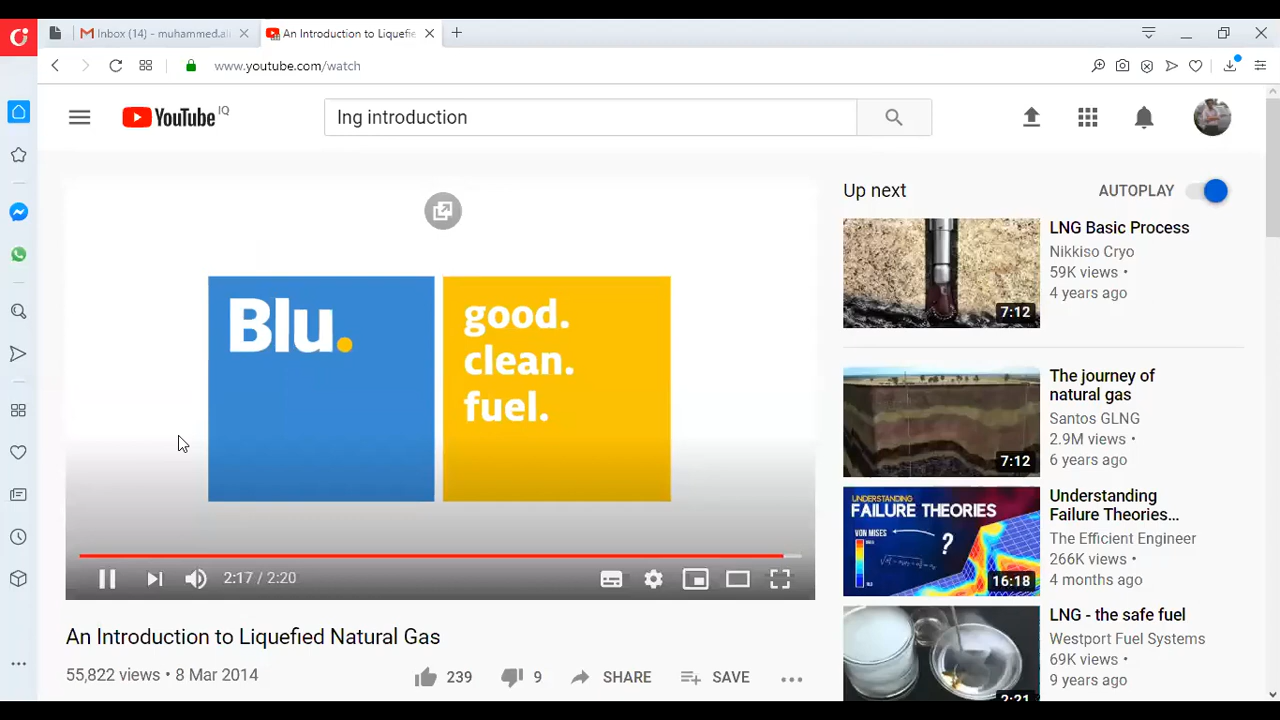 Inbox (14) - muhammed.al
An Introduction to Liquefie
www.youtube.com/watch
YouTube IQ
lng introduction
Up next
AUTOPLAY
Blu.
good.
clean.
fuel.
2:17 / 2:20
An Introduction to Liquefied Natural Gas
55,822 views • 8 Mar 2014
239
9
SHARE
SAVE
LNG Basic Process
Nikkiso Cryo
59K views •
4 years ago
7:12
The journey of
natural gas
Santos GLNG
2.9M views •
6 years ago
7:12
UNDERSTANDING
FAILURE THEORIES
VON MISES
?
16:18
Understanding
Failure Theories...
The Efficient Engineer
266K views •
4 months ago
LNG - the safe fuel
Westport Fuel Systems
69K views •
9 years ago
2:21